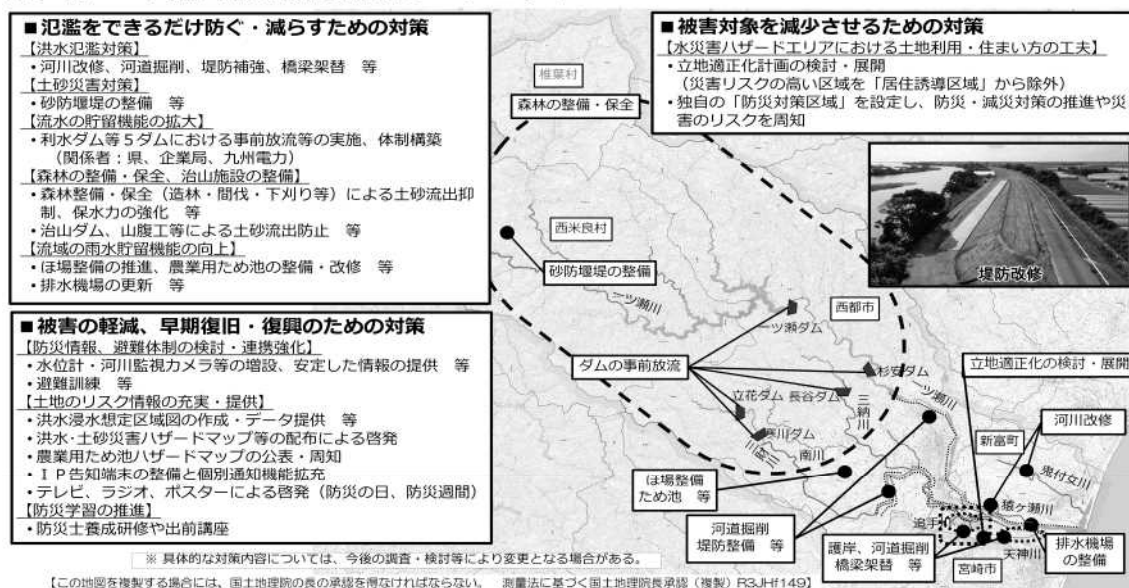 ■氾濫をできるだけ防ぐ・減らすための対策
【洪水氾濫対策】
・河川改修、河道掘削、堤防補強、橋梁架替　等
【土砂災害対策】
・砂防堰堤の整備　等
【流水の貯留機能の拡大】
・利水ダム等５ダムにおける事前放流等の実施、体制構築
（関係者：県、企業局、九州電力）
【森林の整備・保全、治山施設の整備】
・森林整備・保全（造林・間伐・下刈り等）による土砂流出抑
制、保水力の強化　等
・治山ダム、山腹工等による土砂流出防止　等
【流域の雨水貯留機能の向上】
・ほ場整備の推進、農業用ため池の整備・改修　等
・排水機場の更新　等
■被害の軽減、早期復旧・復興のための対策
【防災情報、避難体制の検討・連携強化】
・水位計・河川監視カメラ等の増設、安定した情報の提供　等
・避難訓練　等
【土地のリスク情報の充実・提供】
・洪水浸水想定区域図の作成・データ提供　等
・洪水・土砂災害ハザードマップ等の配布による啓発
・農業用ため池ハザードマップの公表・周知
・ＩＰ告知端末の整備と個別通知機能拡充
・テレビ、ラジオ、ポスターによる啓発（防災の日、防災週間）
【防災学習の推進】
・防災士養成研修や出前講座
■被害対象を減少させるための対策
【水災害ハザードエリアにおける土地利用・住まい方の工夫】
・立地適正化計画の検討・展開
（災害リスクの高い区域を「居住誘導区域」から除外）
・独自の「防災対策区域」を設定し、防災・減災対策の推進や災
害のリスクを周知
堤防改修
椎葉村
森林の整備・保全
西米良村
砂防堰堤の整備
一ツ瀬川
西都市
一ツ瀬ダム
ダムの事前放流
杉安ダム
立花ダム
長谷ダム
一ツ瀬川
三納川
寒川ダム
三財川
南川
立地適正化の検討・展開
河川改修
新富町
鬼付女川
ほ場整備
ため池　等
猿ヶ瀬川
追手川
河道掘削
堤防整備　等
護岸、河道掘削
橋梁架替　等
宮崎市
天神川
排水機場
の整備
※ 具体的な対策内容については、今後の調査・検討等により変更となる場合がある。
【この地図を複製する場合には、国土地理院の長の承認を得なければならない。　測量法に基づく国土地理院長承認（複製）R3JHf149】